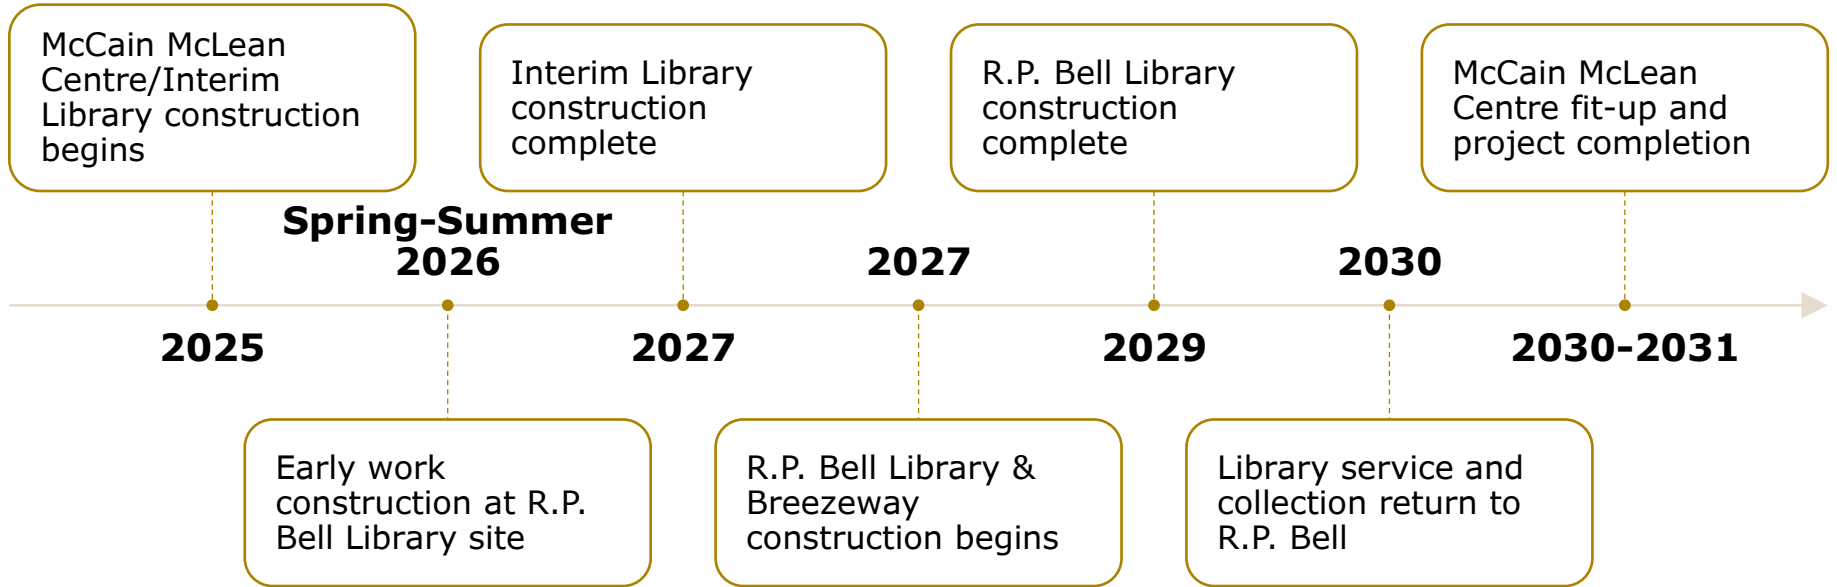 McCain McLean
Centre/Interim
Library construction
begins
2025
Spring-Summer
2026
Early work
construction at R.P.
Bell Library site
Interim Library
construction
complete
2027
2027
R.P. Bell Library &
Breezeway
construction begins
R.P. Bell Library
construction
complete
2029
2030
Library service and
collection return to
R.P. Bell
McCain McLean
Centre fit-up and
project completion
2030-2031